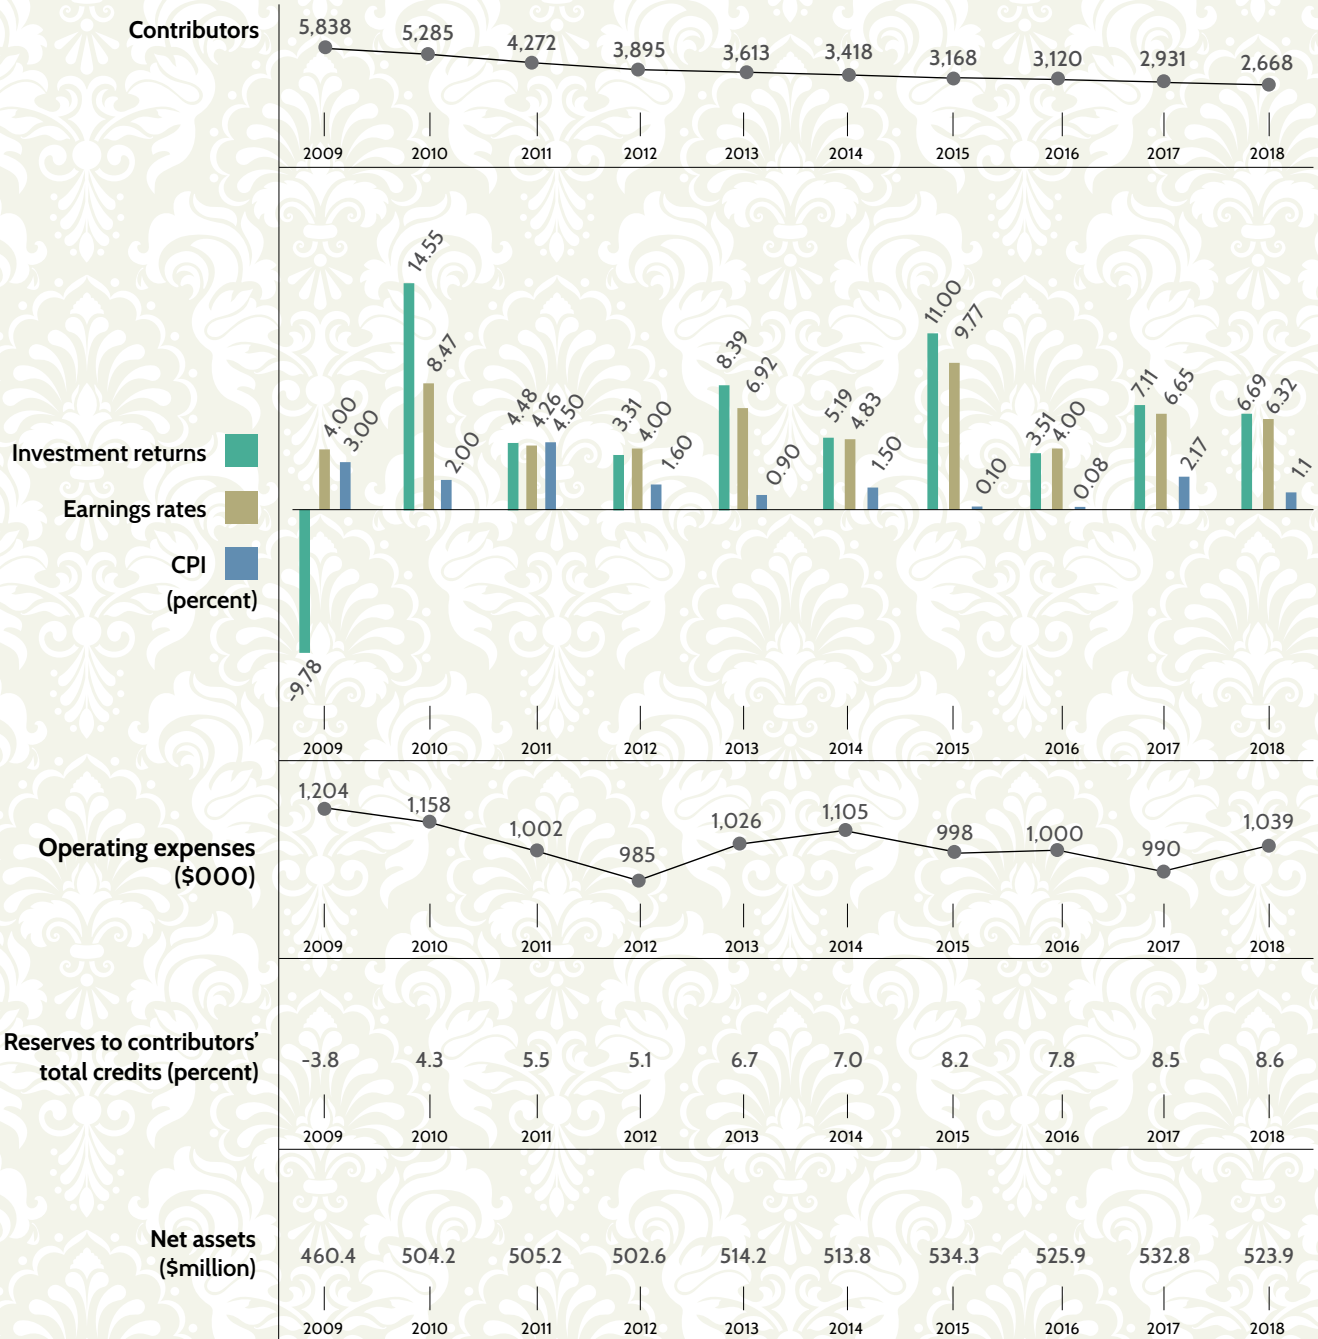 Contributors
5,838 5,285 4,272 3,895 3,613 3,418 3,168 3,120 2,931 2,668
2009 2010 2011 2012 2013 2014 2015 2016 2017 2018
Investment returns
Earnings rates
CPI
(percent)
-9.78 4.00 3.00 14.55 8.47 2.00 4.48 4.26 4.50 3.31 4.00 1.60 8.39 6.92 0.90 5.19 4.83 1.50 11.00 9.77 0.10 3.51 4.00 0.08 7.11 6.65 2.17 6.69 6.32 1.1
2009 2010 2011 2012 2013 2014 2015 2016 2017 2018
Operating expenses
($000)
1,204 1,158 1,002 985 1,026 1,105 998 1,000 990 1,039
2009 2010 2011 2012 2013 2014 2015 2016 2017 2018
Reserves to contributors’
total credits (percent)
-3.8 4.3 5.5 5.1 6.7 7.0 8.2 7.8 8.5 8.6
2009 2010 2011 2012 2013 2014 2015 2016 2017 2018
Net assets
($million)
460.4 504.2 505.2 502.6 514.2 513.8 534.3 525.9 532.8 523.9
2009 2010 2011 2012 2013 2014 2015 2016 2017 2018